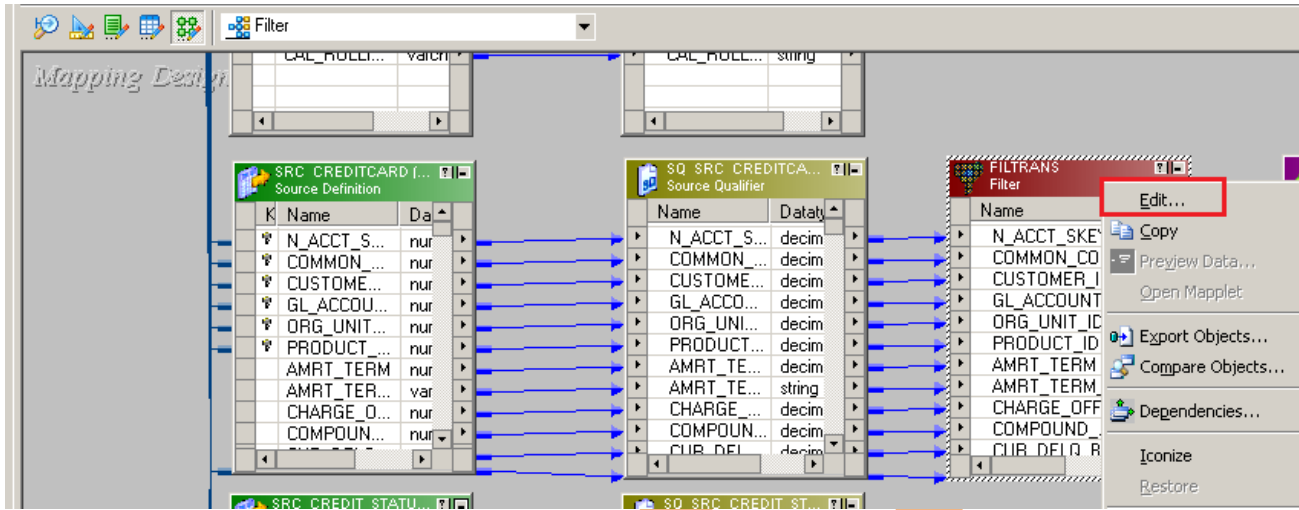 Filter
Mapping Design
CAL_ROLLI... varch
CAL_ROLL... string
SRC_CREDITCARD (...
Source Definition
K Name Da
N_ACCT_S... nur
COMMON_... nur
CUSTOME... nur
GL_ACCOU... nur
ORG_UNIT... nur
PRODUCT_... nur
AMRT_TERM nur
AMRT_TER... var
CHARGE_O... nur
COMPOUN... nur
SQ_SRC_CREDITCA...
Source Qualifier
Name Dataty
N_ACCT_S... decim
COMMON_... decim
CUSTOME... decim
GL_ACCO... decim
ORG_UNI... decim
PRODUCT... decim
AMRT_TE... decim
AMRT_TE... string
CHARGE_... decim
COMPOUN... decim
CUR_DEL... decim
FILTRANS
Filter
Name
N_ACCT_SKEY
COMMON_CO
CUSTOMER_I
GL_ACCOUNT
ORG_UNIT_ID
PRODUCT_ID
AMRT_TERM
AMRT_TERM_
CHARGE_OFF
COMPOUND_
CUR_DELQ_R
Edit...
Copy
Preview Data...
Open Mapplet
Export Objects...
Compare Objects...
Dependencies...
Iconize
Restore
SRC_CREDIT_STATU...
SQ_SRC_CREDIT_ST...